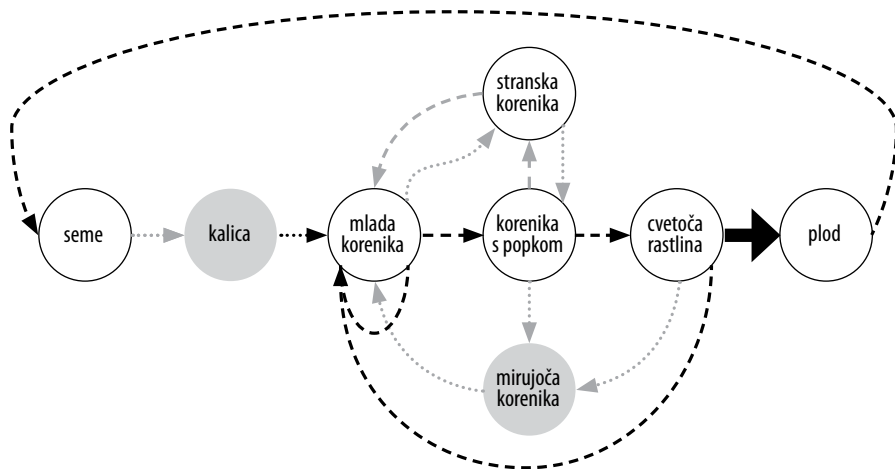 stranska
korenika
seme
kalica
mlada
korenika
korenika
s popkom
cvetoča
rastlina
plod
mirujoča
korenika